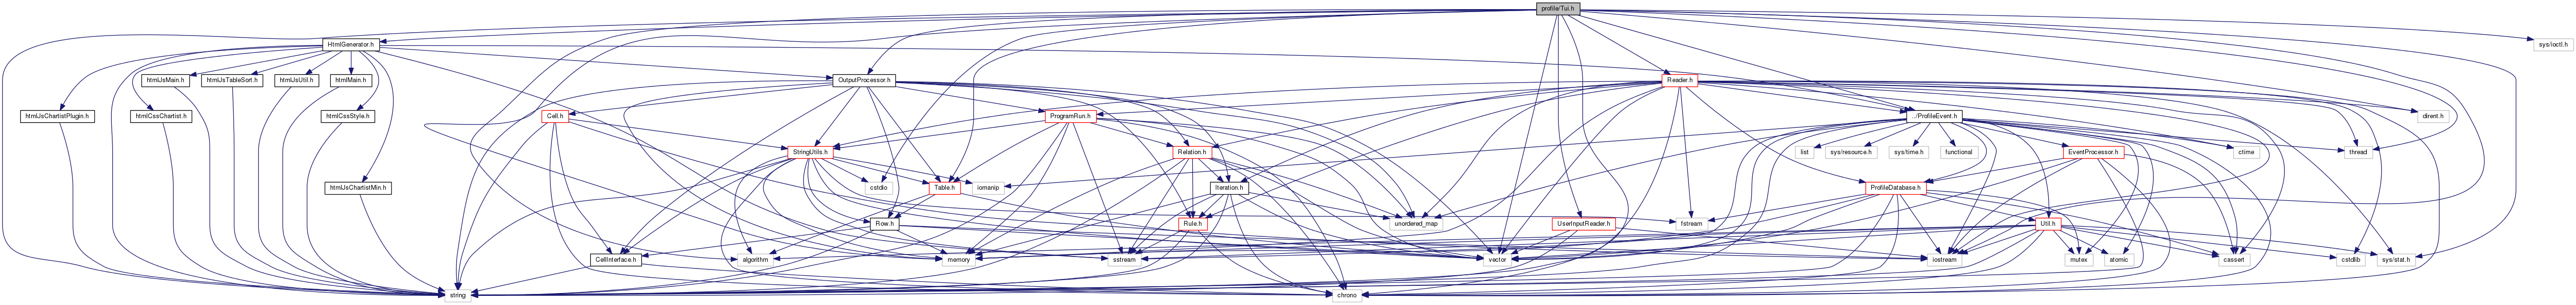 profile/Tui.h
HtmlGenerator.h
sys/ioctl.h
htmlJsMain.h
htmlJsTableSort.h
htmlJsUtil.h
htmlMain.h
OutputProcessor.h
Reader.h
htmlJsChartistPlugin.h
htmlCssChartist.h
htmlCssStyle.h
Cell.h
ProgramRun.h
../ProfileEvent.h
dirent.h
StringUtils.h
Relation.h
list
sys/resource.h
sys/time.h
functional
EventProcessor.h
ctime
thread
htmlJsChartistMin.h
cstdio
Table.h
iomanip
Iteration.h
ProfileDatabase.h
Row.h
Rule.h
unordered_map
UserInputReader.h
fstream
Util.h
CellInterface.h
algorithm
memory
sstream
vector
iostream
mutex
atomic
cassert
cstdlib
sys/stat.h
string
chrono